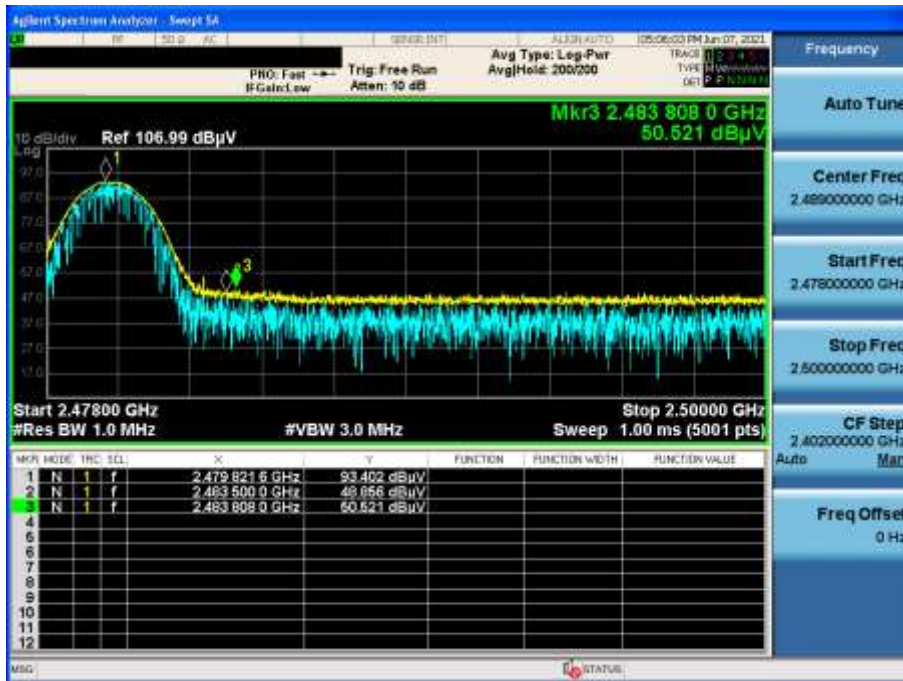 Agilent Spectrum Analyzer - Swept SA
RF 50 Ω AC SENSE:INT ALIGN AUTO 05:06:03 PM Jun 07, 2021
Frequency
Avg Type: Log-Pwr
TRACE 1 2 3 4 5 6
PNO: Fast Trig: Free Run Avg|Hold: 200/200
TYPE
IFGain:Low Atten: 10 dB
DET P P N N N N
Auto Tune
Mkr3 2.483 808 0 GHz
10 dB/div Ref 106.99 dBµV 50.521 dBµV
Log
1
97.0
87.0
77.0
67.0
57.0
47.0
37.0
27.0
17.0
3
Center Freq
2.489000000 GHz
Start Freq
2.478000000 GHz
Stop Freq
2.500000000 GHz
Start 2.47800 GHz Stop 2.50000 GHz
#Res BW 1.0 MHz #VBW 3.0 MHz Sweep 1.00 ms (5001 pts)
CF Step
2.402000000 GHz
Auto Man
MKR MODE TRC SCL X Y FUNCTION FUNCTION WIDTH FUNCTION VALUE
1 N 1 f 2.479 821 6 GHz 93.402 dBµV
2 N 1 f 2.483 500 0 GHz 48.856 dBµV
3 N 1 f 2.483 808 0 GHz 50.521 dBµV
4
5
6
7
8
9
10
11
12
Freq Offset
0 Hz
MSG STATUS